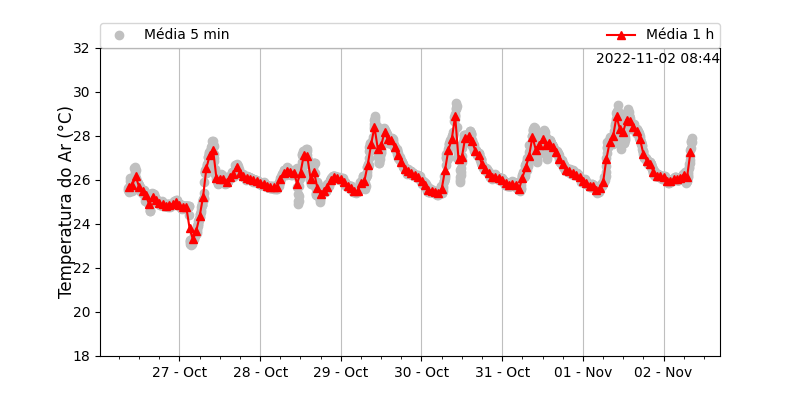 Média 5 min
Média 1 h
2022-11-02 08:44
Temperatura do Ar (°C)
32
30
28
26
24
22
20
18
27 - Oct
28 - Oct
29 - Oct
30 - Oct
31 - Oct
01 - Nov
02 - Nov